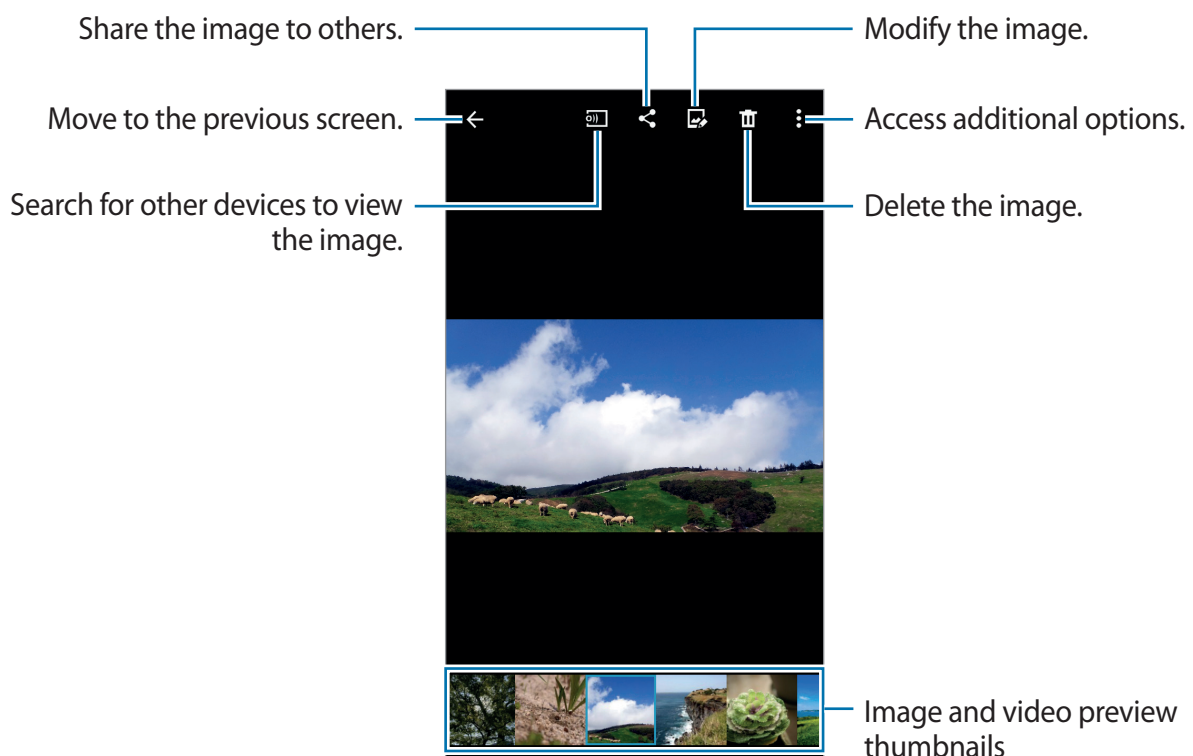 Share the image to others.
Modify the image.
Move to the previous screen.
Access additional options.
Search for other devices to view
the image.
Delete the image.
Image and video preview
thumbnails